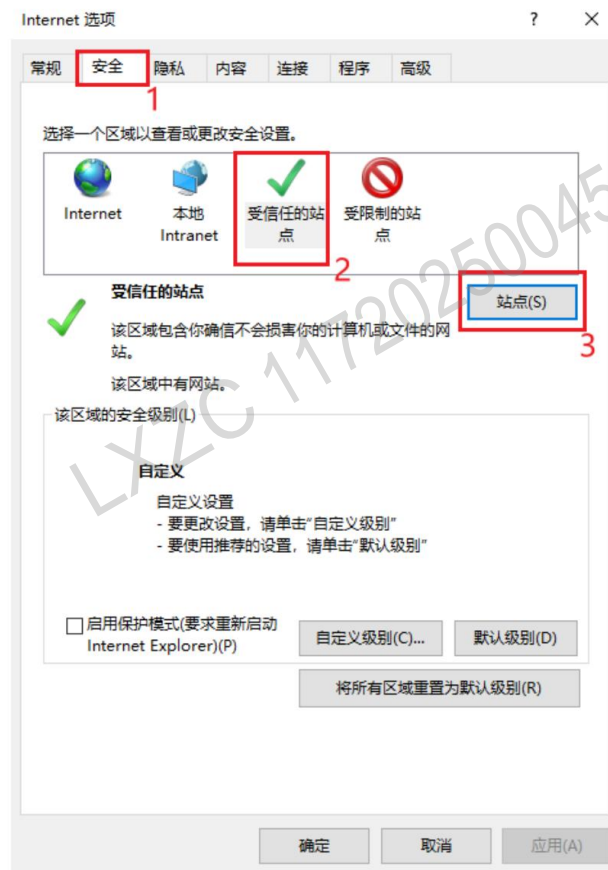 Internet 选项
? ×
常规 安全 隐私 内容 连接 程序 高级
1
选择一个区域以查看或更改安全设置。
Internet 本地 受信任的站 受限制的站
Intranet 点 点
2
受信任的站点
站点(S)
该区域包含你确信不会损害你的计算机或文件的网
站。
3
该区域中有网站。
该区域的安全级别(L)
自定义
自定义设置
- 要更改设置，请单击“自定义级别”
- 要使用推荐的设置，请单击“默认级别”
启用保护模式(要求重新启动
Internet Explorer)(P)
自定义级别(C)... 默认级别(D)
将所有区域重置为默认级别(R)
确定 取消 应用(A)
LXZC 11720250045